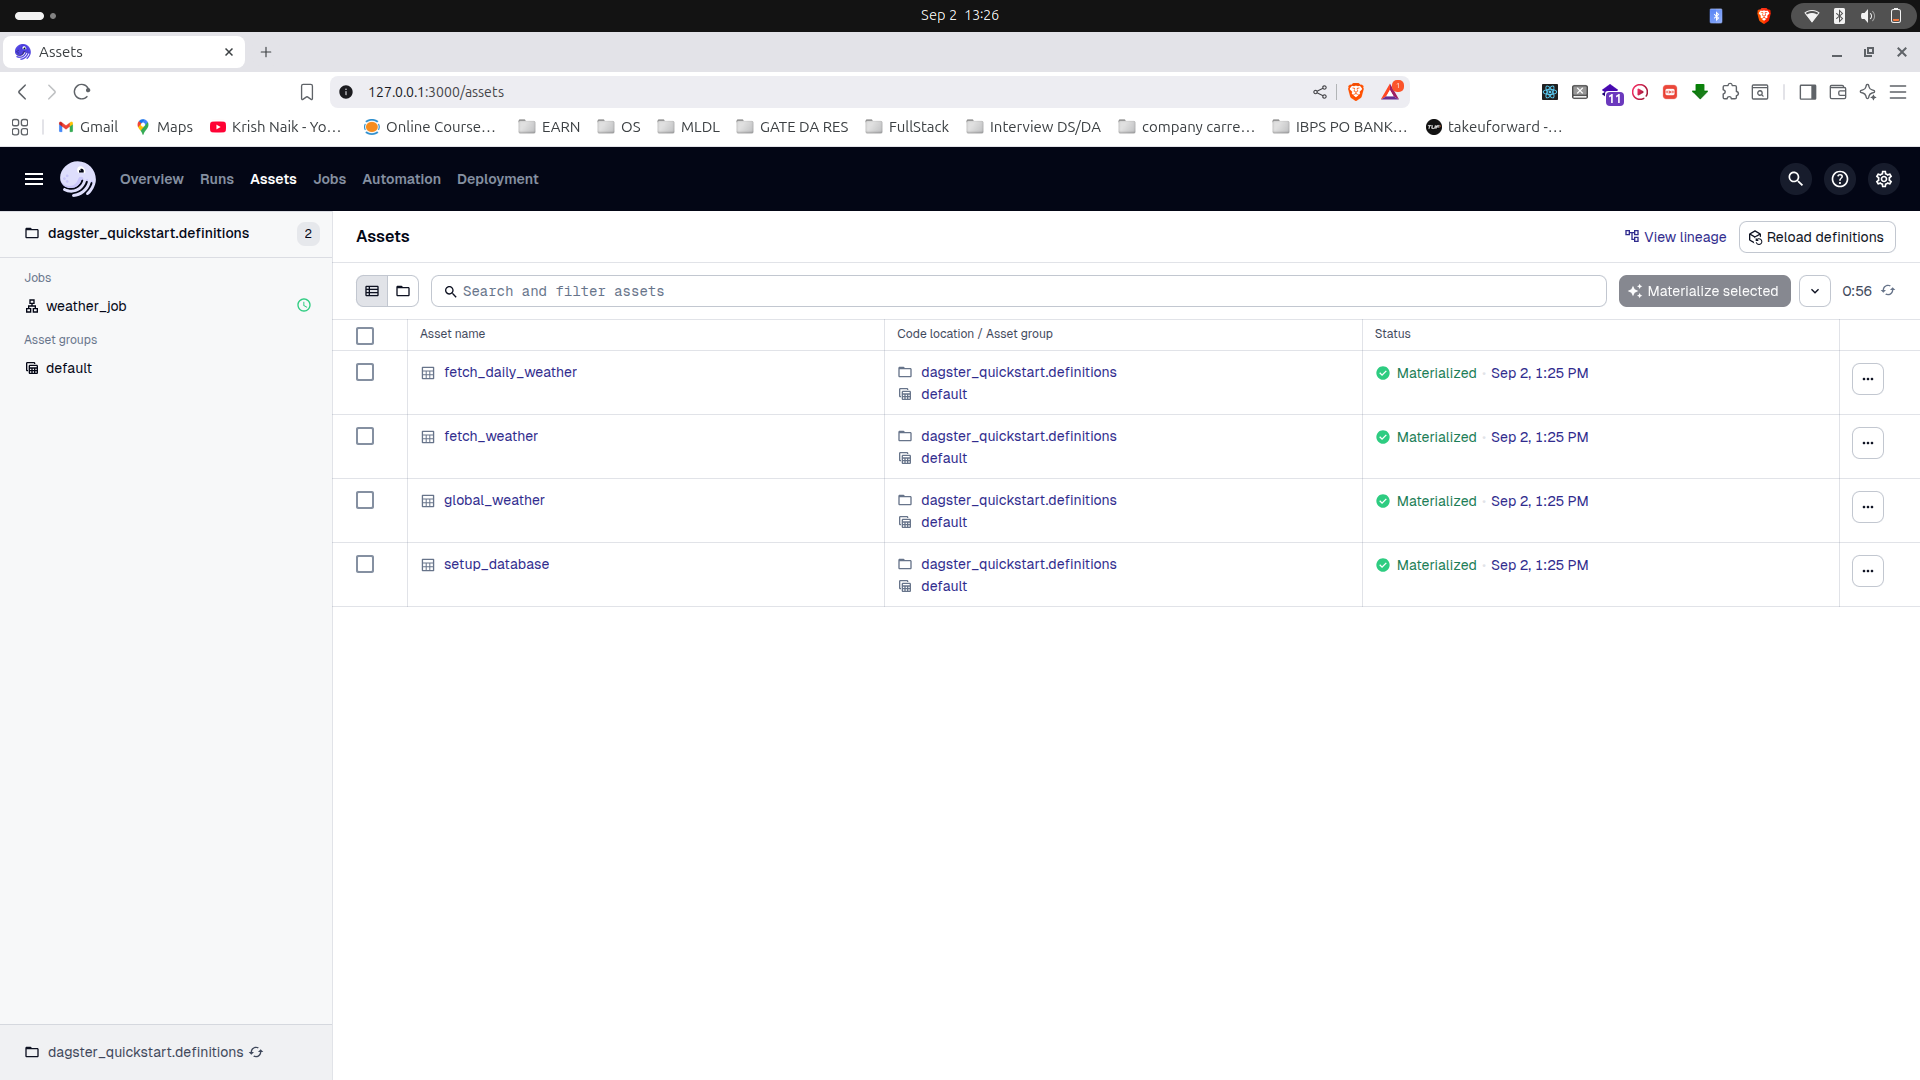 Sep 2 13:26
Assets
127.0.0.1:3000/assets
1
11
Gmail
Maps
Krish Naik - Yo...
Online Course...
EARN
OS
MLDL
GATE DA RES
FullStack
Interview DS/DA
company carre...
IBPS PO BANK...
takeuforward -...
Overview
Runs
Assets
Jobs
Automation
Deployment
dagster_quickstart.definitions
2
Jobs
weather_job
Asset groups
default
Assets
View lineage
Reload definitions
Search and filter assets
Materialize selected
0:56
Asset name
Code location / Asset group
Status
fetch_daily_weather
dagster_quickstart.definitions
default
Materialized · Sep 2, 1:25 PM
fetch_weather
dagster_quickstart.definitions
default
Materialized · Sep 2, 1:25 PM
global_weather
dagster_quickstart.definitions
default
Materialized · Sep 2, 1:25 PM
setup_database
dagster_quickstart.definitions
default
Materialized · Sep 2, 1:25 PM
dagster_quickstart.definitions